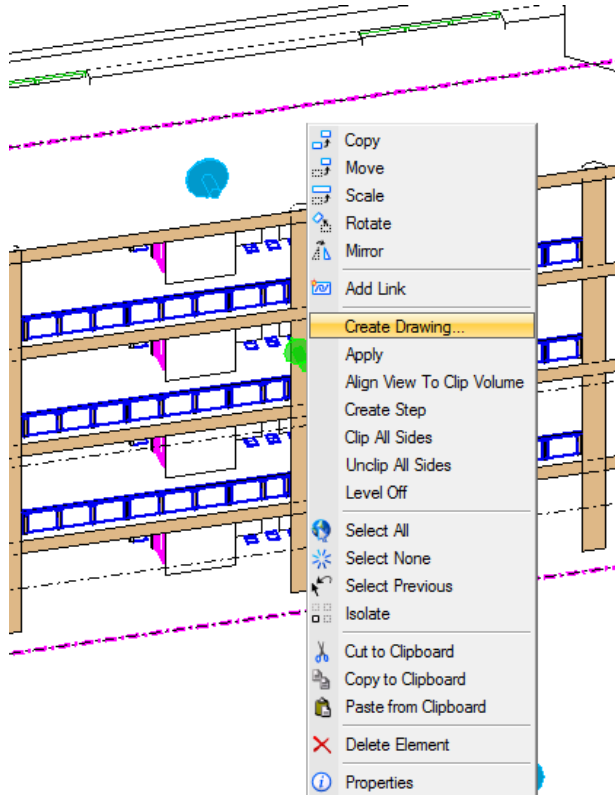 Copy
Move
Scale
Rotate
Mirror
Add Link
Create Drawing...
Apply
Align View To Clip Volume
Create Step
Clip All Sides
Unclip All Sides
Level Off
Select All
Select None
Select Previous
Isolate
Cut to Clipboard
Copy to Clipboard
Paste from Clipboard
Delete Element
Properties